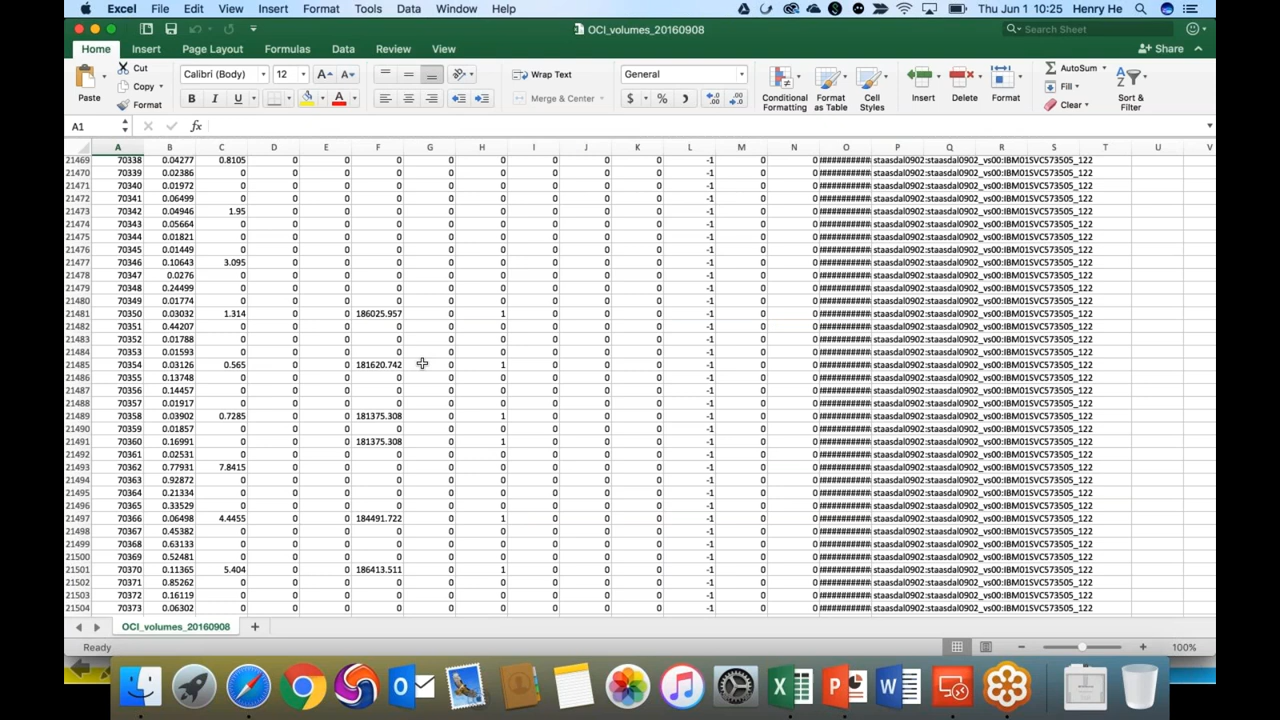 Excel File Edit View Insert Format Tools Data Window Help Thu Jun 1 10:25 Henry He
OCI_volumes_20160908 Search Sheet
Home Insert Page Layout Formulas Data Review View Share
Cut Calibri (Body) 12 Wrap Text General AutoSum
Copy Fill
Paste Format Merge & Center $ % Conditional Formatting Format as Table Cell Styles Insert Delete Format Clear Sort & Filter
A1 fx
A B C D E F G H I J K L M N O P Q R S T U V
21469 70338 0.04277 0.8105 0 0 0 0 0 0 0 0 -1 0 0 ########### staasdal0902:staasdal0902_vs00:IBM01SVC573505_122
21470 70339 0.02386 0 0 0 0 0 0 0 0 0 -1 0 0 ########### staasdal0902:staasdal0902_vs00:IBM01SVC573505_122
21471 70340 0.01972 0 0 0 0 0 0 0 0 0 -1 0 0 ########### staasdal0902:staasdal0902_vs00:IBM01SVC573505_122
21472 70341 0.06499 0 0 0 0 0 0 0 0 0 -1 0 0 ########### staasdal0902:staasdal0902_vs00:IBM01SVC573505_122
21473 70342 0.04946 1.95 0 0 0 0 0 0 0 0 -1 0 0 ########### staasdal0902:staasdal0902_vs00:IBM01SVC573505_122
21474 70343 0.05664 0 0 0 0 0 0 0 0 0 -1 0 0 ########### staasdal0902:staasdal0902_vs00:IBM01SVC573505_122
21475 70344 0.01821 0 0 0 0 0 0 0 0 0 -1 0 0 ########### staasdal0902:staasdal0902_vs00:IBM01SVC573505_122
21476 70345 0.01449 0 0 0 0 0 0 0 0 0 -1 0 0 ########### staasdal0902:staasdal0902_vs00:IBM01SVC573505_122
21477 70346 0.10643 3.095 0 0 0 0 0 0 0 0 -1 0 0 ########### staasdal0902:staasdal0902_vs00:IBM01SVC573505_122
21478 70347 0.0276 0 0 0 0 0 0 0 0 0 -1 0 0 ########### staasdal0902:staasdal0902_vs00:IBM01SVC573505_122
21479 70348 0.24499 0 0 0 0 0 0 0 0 0 -1 0 0 ########### staasdal0902:staasdal0902_vs00:IBM01SVC573505_122
21480 70349 0.01774 0 0 0 0 0 0 0 0 0 -1 0 0 ########### staasdal0902:staasdal0902_vs00:IBM01SVC573505_122
21481 70350 0.03032 1.314 0 0 186025.957 0 1 0 0 0 -1 0 0 ########### staasdal0902:staasdal0902_vs00:IBM01SVC573505_122
21482 70351 0.44207 0 0 0 0 0 0 0 0 0 -1 0 0 ########### staasdal0902:staasdal0902_vs00:IBM01SVC573505_122
21483 70352 0.01788 0 0 0 0 0 0 0 0 0 -1 0 0 ########### staasdal0902:staasdal0902_vs00:IBM01SVC573505_122
21484 70353 0.01593 0 0 0 0 0 0 0 0 0 -1 0 0 ########### staasdal0902:staasdal0902_vs00:IBM01SVC573505_122
21485 70354 0.03126 0.565 0 0 181620.742 0 1 0 0 0 -1 0 0 ########### staasdal0902:staasdal0902_vs00:IBM01SVC573505_122
21486 70355 0.13748 0 0 0 0 0 0 0 0 0 -1 0 0 ########### staasdal0902:staasdal0902_vs00:IBM01SVC573505_122
21487 70356 0.14457 0 0 0 0 0 0 0 0 0 -1 0 0 ########### staasdal0902:staasdal0902_vs00:IBM01SVC573505_122
21488 70357 0.01917 0 0 0 0 0 0 0 0 0 -1 0 0 ########### staasdal0902:staasdal0902_vs00:IBM01SVC573505_122
21489 70358 0.03902 0.7285 0 0 181375.308 0 1 0 0 0 -1 0 0 ########### staasdal0902:staasdal0902_vs00:IBM01SVC573505_122
21490 70359 0.01857 0 0 0 0 0 0 0 0 0 -1 0 0 ########### staasdal0902:staasdal0902_vs00:IBM01SVC573505_122
21491 70360 0.16991 0 0 0 181375.308 0 1 0 0 0 -1 0 0 ########### staasdal0902:staasdal0902_vs00:IBM01SVC573505_122
21492 70361 0.02531 0 0 0 0 0 0 0 0 0 -1 0 0 ########### staasdal0902:staasdal0902_vs00:IBM01SVC573505_122
21493 70362 0.77931 7.8415 0 0 0 0 0 0 0 0 -1 0 0 ########### staasdal0902:staasdal0902_vs00:IBM01SVC573505_122
21494 70363 0.92872 0 0 0 0 0 0 0 0 0 -1 0 0 ########### staasdal0902:staasdal0902_vs00:IBM01SVC573505_122
21495 70364 0.21334 0 0 0 0 0 0 0 0 0 -1 0 0 ########### staasdal0902:staasdal0902_vs00:IBM01SVC573505_122
21496 70365 0.33529 0 0 0 0 0 0 0 0 0 -1 0 0 ########### staasdal0902:staasdal0902_vs00:IBM01SVC573505_122
21497 70366 0.06498 4.4455 0 0 184491.722 0 1 0 0 0 -1 0 0 ########### staasdal0902:staasdal0902_vs00:IBM01SVC573505_122
21498 70367 0.45382 0 0 0 0 0 0 0 0 0 -1 0 0 ########### staasdal0902:staasdal0902_vs00:IBM01SVC573505_122
21499 70368 0.63133 0 0 0 0 0 0 0 0 0 -1 0 0 ########### staasdal0902:staasdal0902_vs00:IBM01SVC573505_122
21500 70369 0.52481 0 0 0 0 0 0 0 0 0 -1 0 0 ########### staasdal0902:staasdal0902_vs00:IBM01SVC573505_122
21501 70370 0.11365 5.404 0 0 186413.511 0 1 0 0 0 -1 0 0 ########### staasdal0902:staasdal0902_vs00:IBM01SVC573505_122
21502 70371 0.85262 0 0 0 0 0 0 0 0 0 -1 0 0 ########### staasdal0902:staasdal0902_vs00:IBM01SVC573505_122
21503 70372 0.16119 0 0 0 0 0 0 0 0 0 -1 0 0 ########### staasdal0902:staasdal0902_vs00:IBM01SVC573505_122
21504 70373 0.06302 0 0 0 0 0 0 0 0 0 -1 0 0 ########### staasdal0902:staasdal0902_vs00:IBM01SVC573505_122
OCI_volumes_20160908
Ready 100%